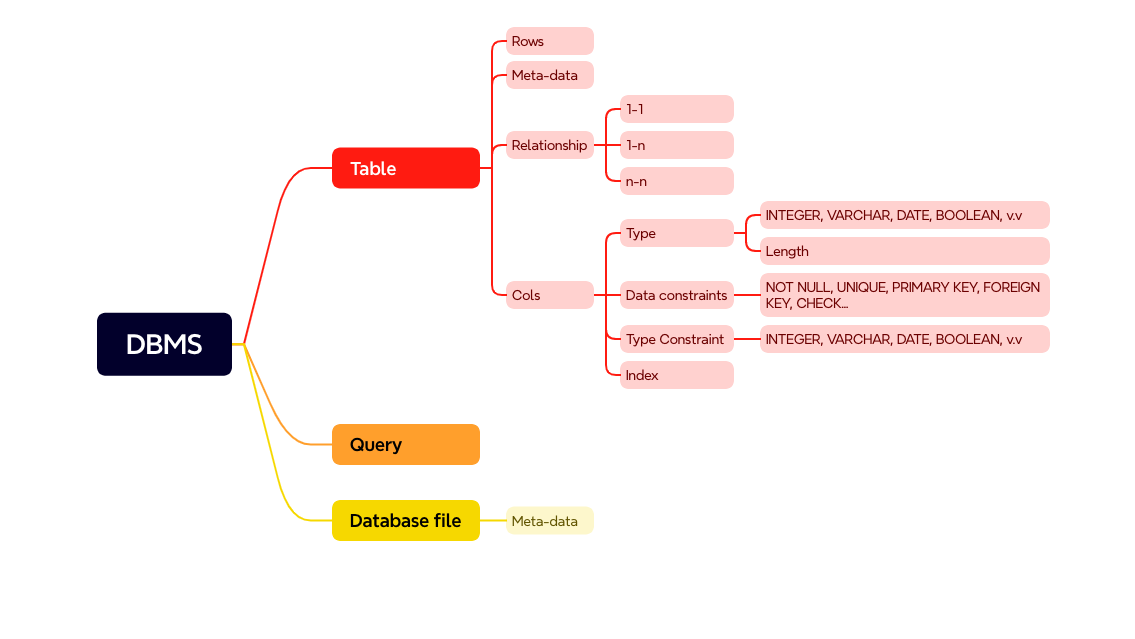 DBMS
Table
Rows
Meta-data
Relationship
1-1
1-n
n-n
Cols
Type
INTEGER, VARCHAR, DATE, BOOLEAN, v.v
Length
Data constraints
NOT NULL, UNIQUE, PRIMARY KEY, FOREIGN
KEY, CHECK...
Type Constraint
INTEGER, VARCHAR, DATE, BOOLEAN, v.v
Index
Query
Database file
Meta-data